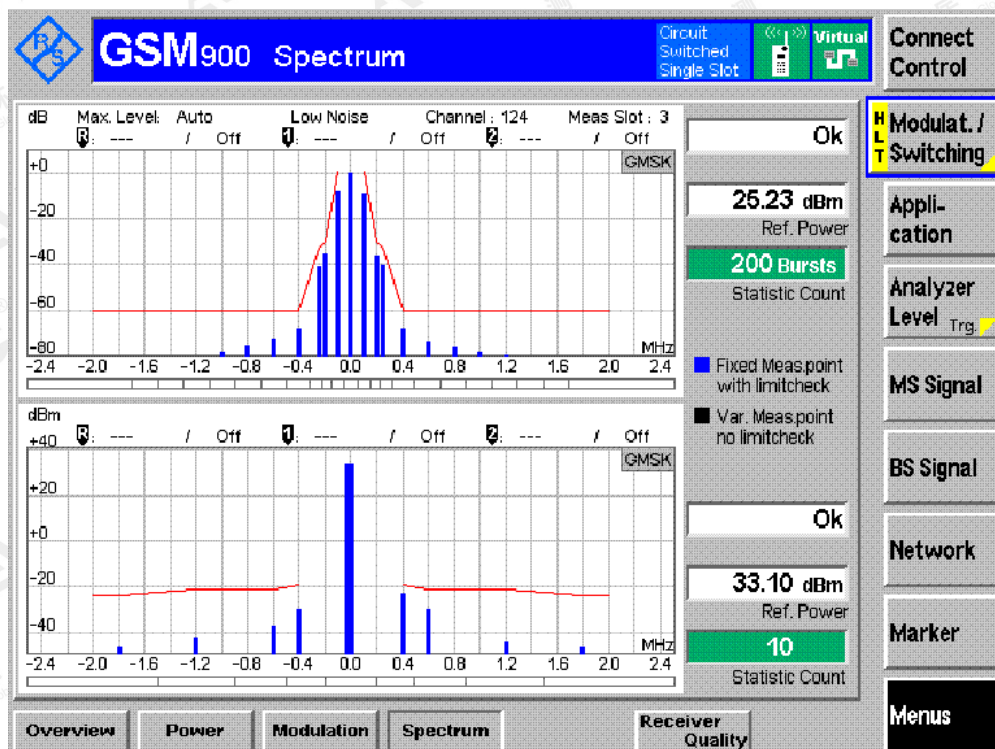 R/S
GSM900 Spectrum
Circuit Switched Single Slot
Virtual
Connect Control
dB Max. Level: Auto Low Noise Channel : 124 Meas Slot : 3
R: --- / Off 1: --- / Off 2: --- / Off
GMSK
+0
-20
-40
-60
-80
MHz
-2.4 -2.0 -1.6 -1.2 -0.8 -0.4 0.0 0.4 0.8 1.2 1.6 2.0 2.4
Ok
25.23 dBm
Ref. Power
200 Bursts
Statistic Count
Fixed Meas.point
with limitcheck
Var. Meas.point
no limitcheck
dBm
R: --- / Off 1: --- / Off 2: --- / Off
GMSK
+40
+20
+0
-20
-40
MHz
-2.4 -2.0 -1.6 -1.2 -0.8 -0.4 0.0 0.4 0.8 1.2 1.6 2.0 2.4
Ok
33.10 dBm
Ref. Power
10
Statistic Count
HLT
Modulat. /
Switching
Appli-
cation
Analyzer
Level Trg.
MS Signal
BS Signal
Network
Marker
Menus
Overview Power Modulation Spectrum Receiver Quality